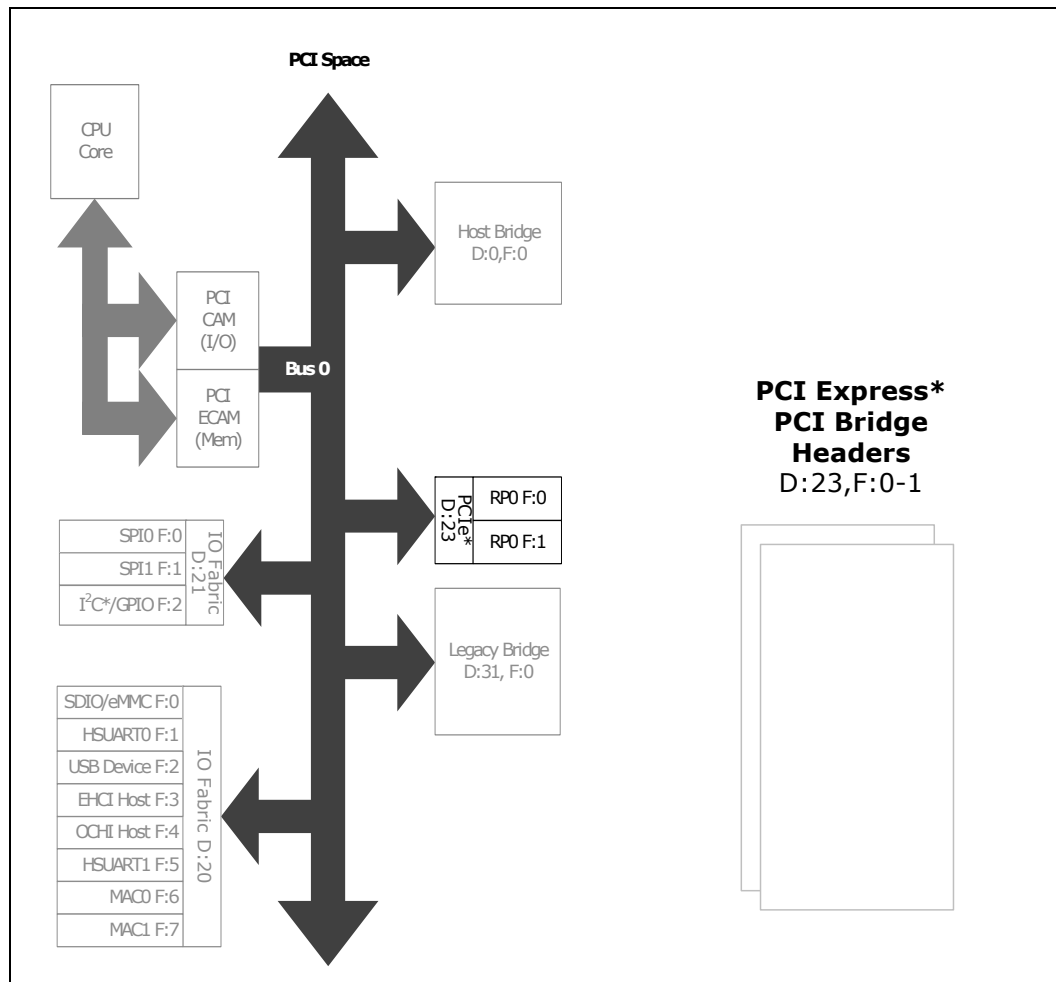 PCI Space
CPU
Core
Host Bridge
D:0,F:0
PCI
CAM
(I/O)
Bus 0
PCI
ECAM
(Mem)
PCI Express*
PCI Bridge
Headers
D:23,F:0-1
PCIe*
D:23
RP0 F:0
RP0 F:1
SPI0 F:0
SPI1 F:1
I²C*/GPIO F:2
IO Fabric
D:21
Legacy Bridge
D:31, F:0
SDIO/eMMC F:0
HSUART0 F:1
USB Device F:2
EHCI Host F:3
OCHI Host F:4
HSUART1 F:5
MAC0 F:6
MAC1 F:7
IO Fabric D:20